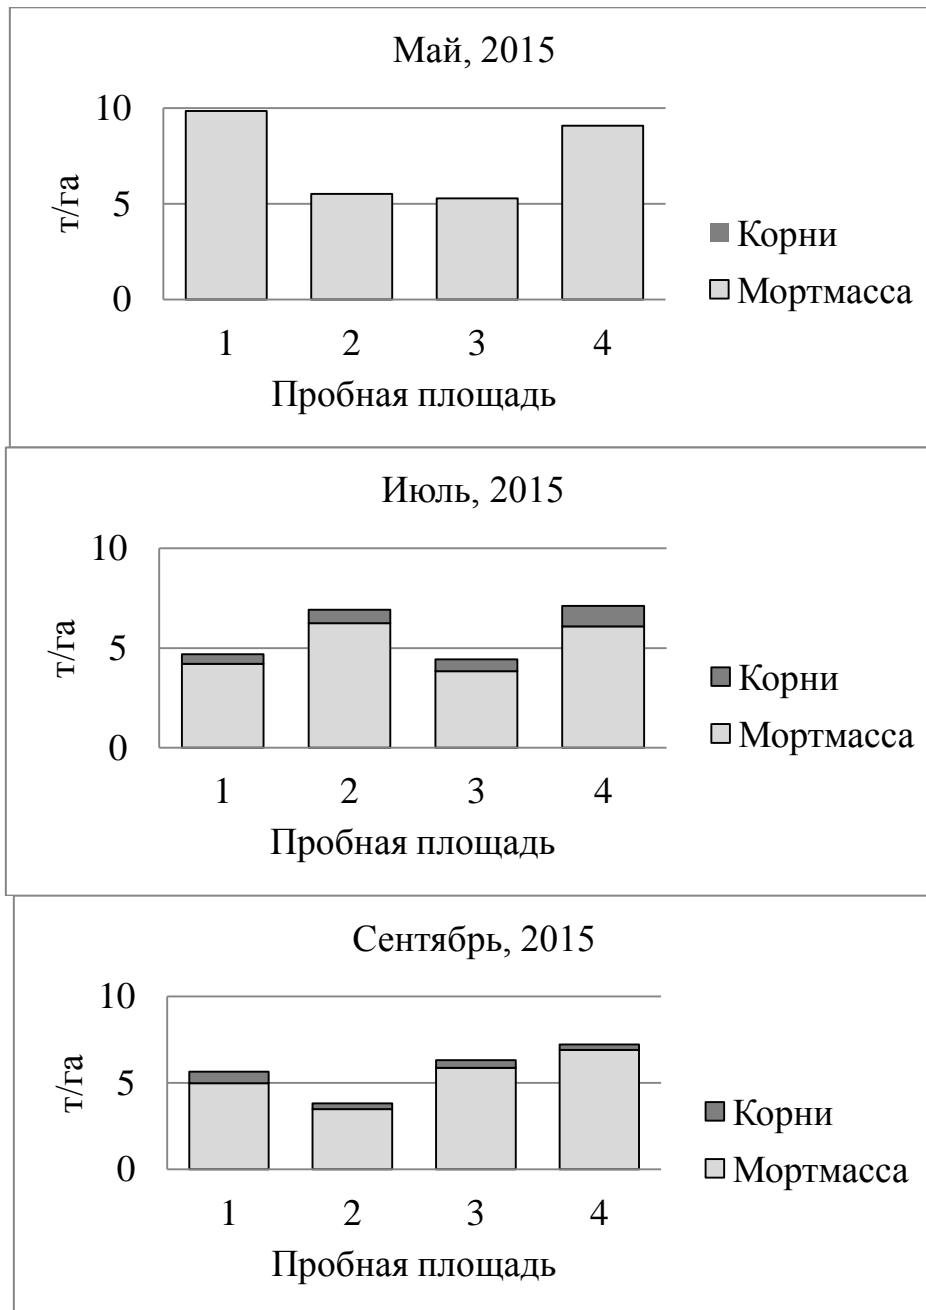 Май, 2015
10
5
0
т/га
1 2 3 4
Пробная площадь
Корни
Мортмасса
Июль, 2015
10
5
0
т/га
1 2 3 4
Пробная площадь
Корни
Мортмасса
Сентябрь, 2015
10
5
0
т/га
1 2 3 4
Пробная площадь
Корни
Мортмасса